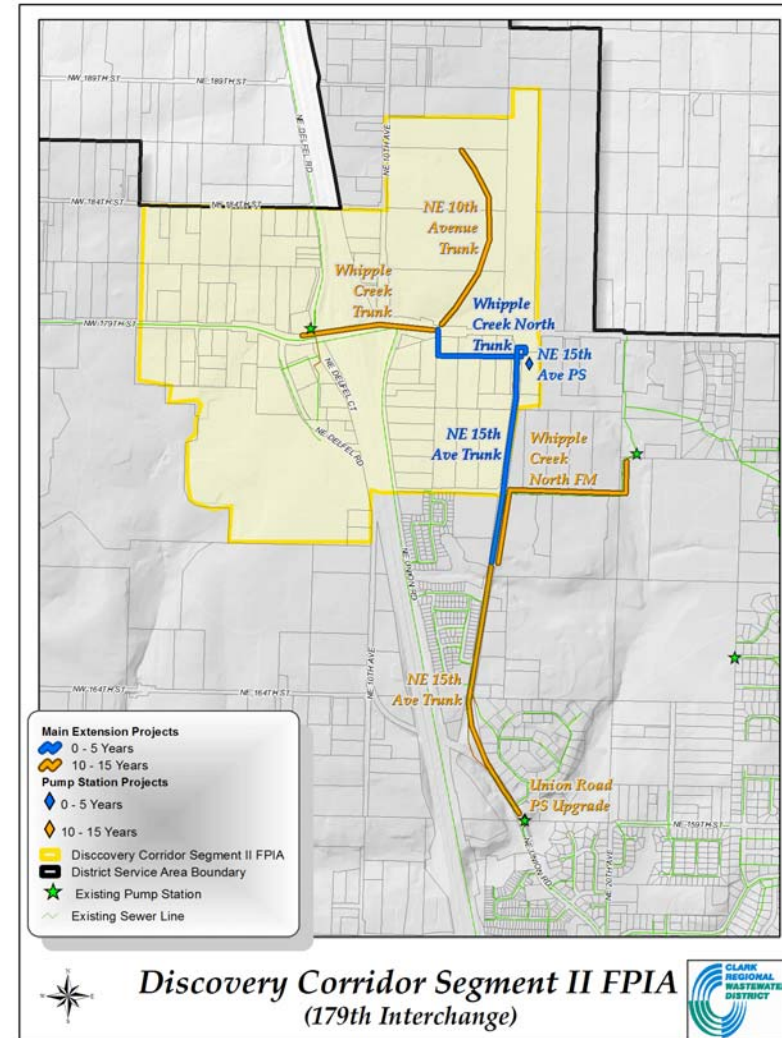 NW 189TH ST
NE 189TH ST
NE DELFEL RD
NE 10TH AVE
NW 184TH ST
NE 184TH ST
NE 10th
Avenue
Trunk
Whipple
Creek
Trunk
Whipple
Creek North
Trunk
NW 179TH ST
NE 15th
Ave PS
NE DELFEL CT
NE DELFEL RD
NE 15th
Ave Trunk
Whipple
Creek
North FM
NE UNION RD
NE 10TH AVE
NW 164TH ST
NE 164TH ST
NE 15th
Ave Trunk
Union Road
PS Upgrade
NE 159TH ST
NE UNION RD
NE 20TH AVE
Main Extension Projects
0 - 5 Years
10 - 15 Years
Pump Station Projects
0 - 5 Years
10 - 15 Years
Disccovery Corridor Segment II FPIA
District Service Area Boundary
Existing Pump Station
Existing Sewer Line
N
W E
S
Discovery Corridor Segment II FPIA
(179th Interchange)
CLARK
REGIONAL
WASTEWATER
DISTRICT